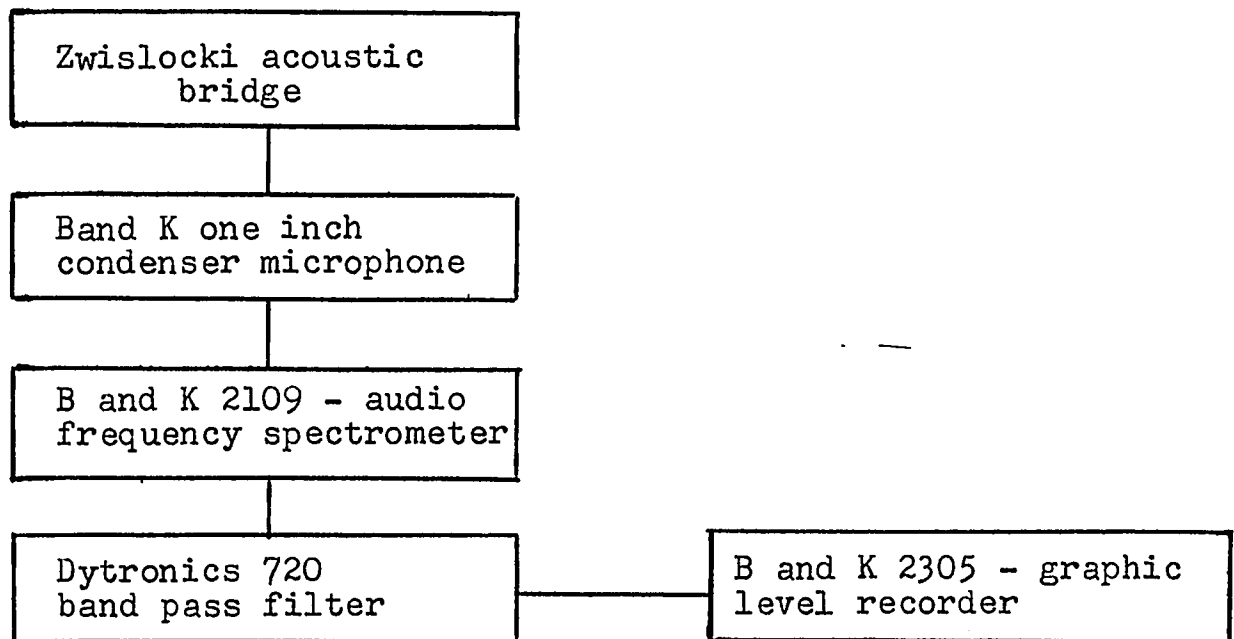 Zwislocki acoustic
bridge
Band K one inch
condenser microphone
B and K 2109 - audio
frequency spectrometer
Dytronics 720
band pass filter
B and K 2305 - graphic
level recorder